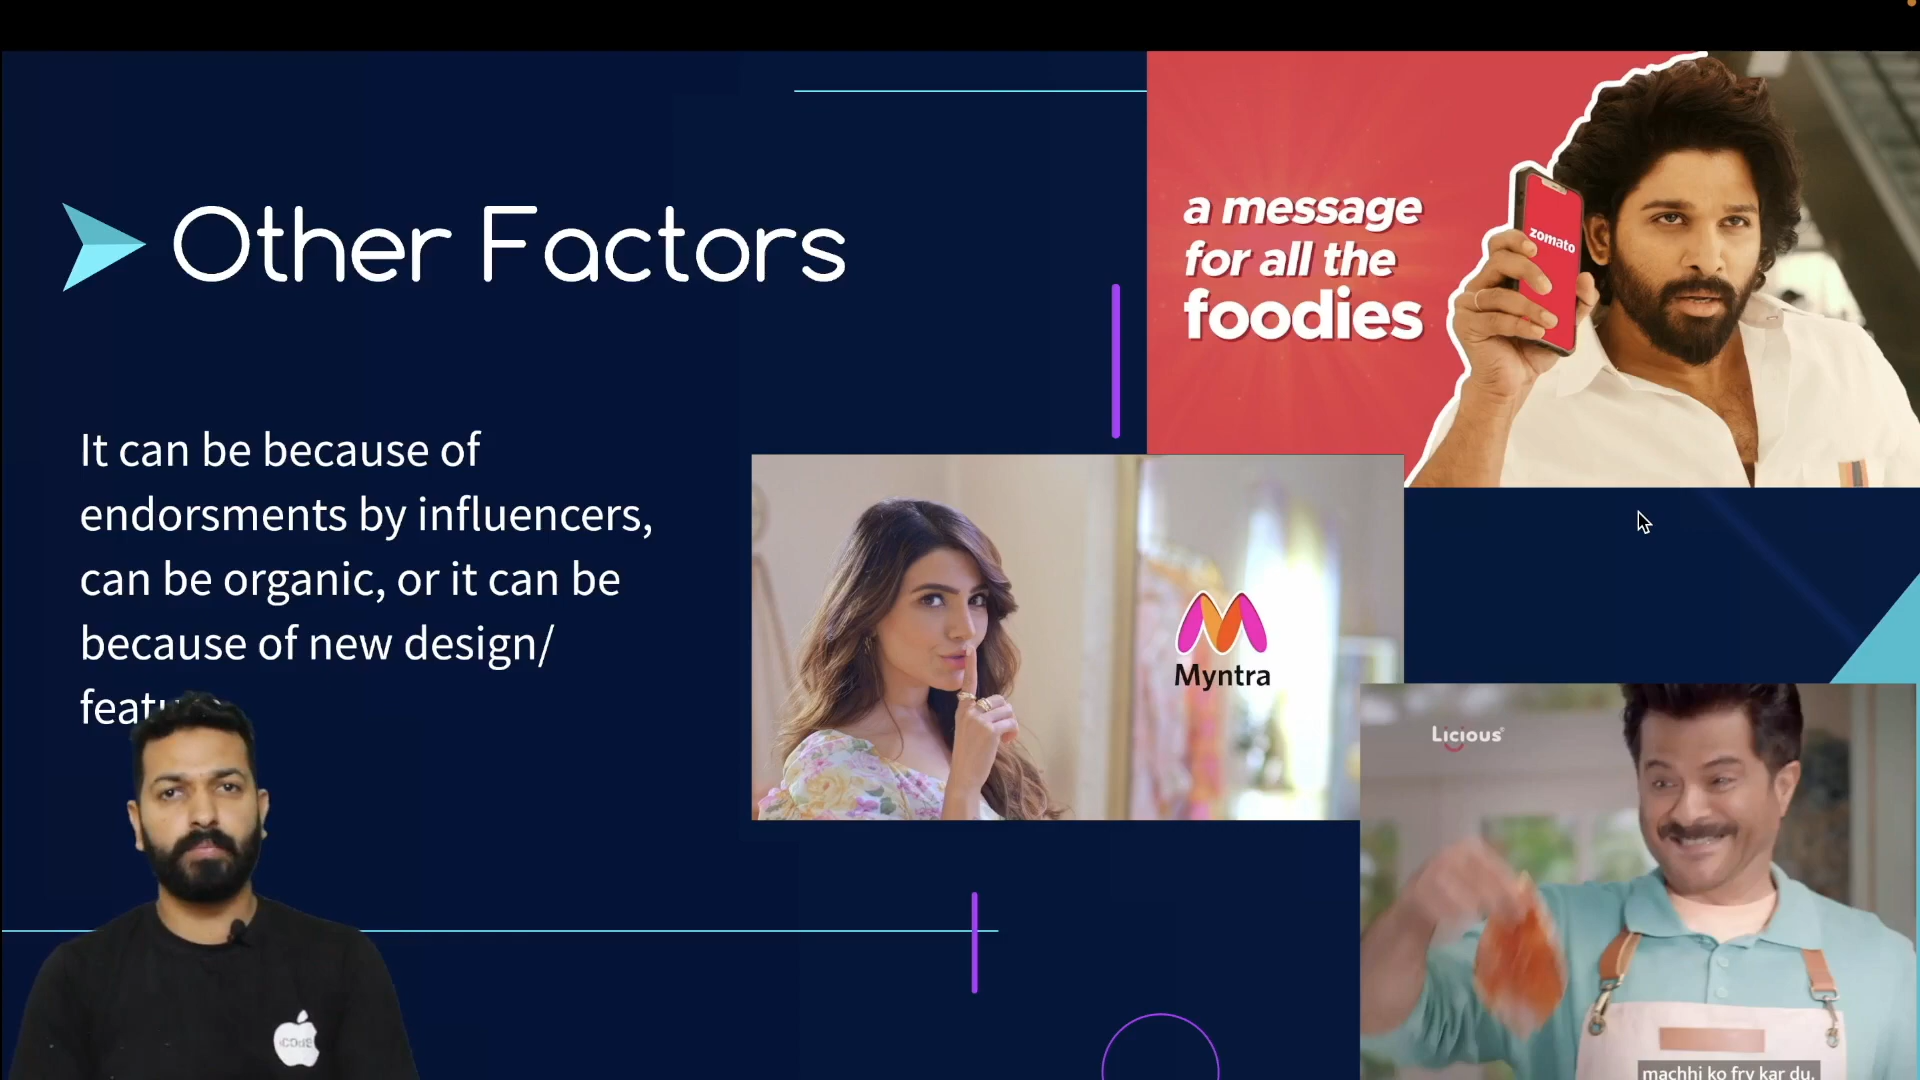 Other Factors
It can be because of
endorsments by influencers,
can be organic, or it can be
because of new design/
a message
for all the
foodies
zomato
Myntra
Licious
machhi ko fry kar du.